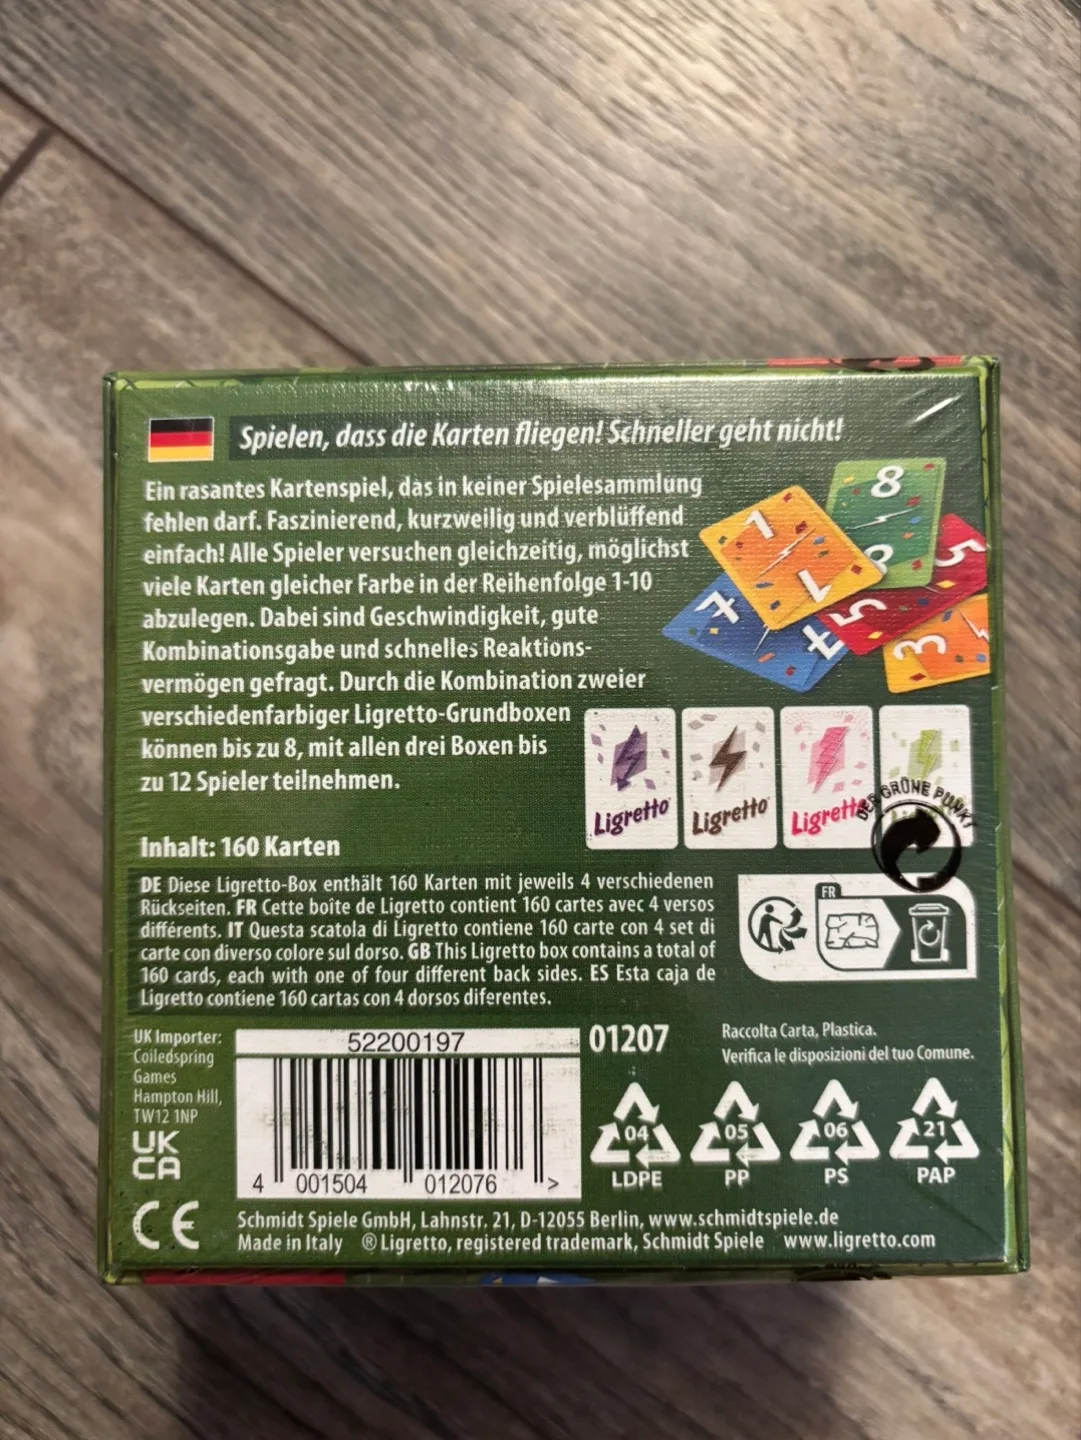 Spielen, dass die Karten fliegen! Schneller geht nicht!
Ein rasantes Kartenspiel, das in keiner Spielesammlung
fehlen darf. Faszinierend, kurzweilig und verblüffend
einfach! Alle Spieler versuchen gleichzeitig, möglichst
viele Karten gleicher Farbe in der Reihenfolge 1-10
abzulegen. Dabei sind Geschwindigkeit, gute
Kombinationsgabe und schnelles Reaktions-
vermögen gefragt. Durch die Kombination zweier
verschiedenfarbiger Ligretto-Grundboxen
können bis zu 8, mit allen drei Boxen bis
zu 12 Spieler teilnehmen.
8
8
1
1
5
5
7
7
3
Ligretto
Ligretto
Ligretto
DER GRÜNE PUNKT
Inhalt: 160 Karten
DE Diese Ligretto-Box enthält 160 Karten mit jeweils 4 verschiedenen
Rückseiten. FR Cette boîte de Ligretto contient 160 cartes avec 4 versos
différents. IT Questa scatola di Ligretto contiene 160 carte con 4 set di
carte con diverso colore sul dorso. GB This Ligretto box contains a total of
160 cards, each with one of four different back sides. ES Esta caja de
Ligretto contiene 160 cartas con 4 dorsos diferentes.
FR
UK Importer:
Coiledspring
Games
Hampton Hill,
TW12 1NP
UK
CA
CE
52200197
4 001504 012076 >
01207
Raccolta Carta, Plastica.
Verifica le disposizioni del tuo Comune.
04
LDPE
05
PP
06
PS
21
PAP
Schmidt Spiele GmbH, Lahnstr. 21, D-12055 Berlin, www.schmidtspiele.de
Made in Italy ® Ligretto, registered trademark, Schmidt Spiele www.ligretto.com